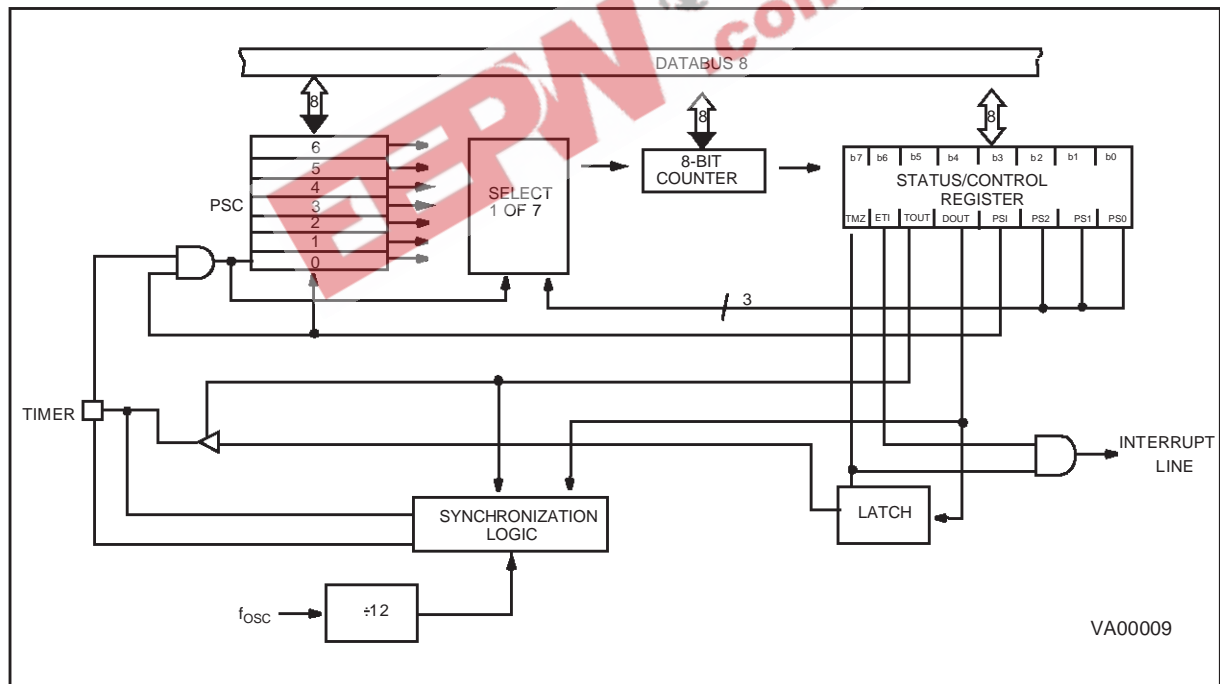 DATABUS 8
8
8
8
6
5
4
3
2
1
0
PSC
SELECT
1 OF 7
8-BIT
COUNTER
b7 b6 b5 b4 b3 b2 b1 b0
STATUS/CONTROL
REGISTER
TMZ ETI TOUT DOUT PSI PS2 PS1 PS0
3
TIMER
INTERRUPT
LINE
SYNCHRONIZATION
LOGIC
LATCH
fOSC
÷12
VA00009
EEPW.com